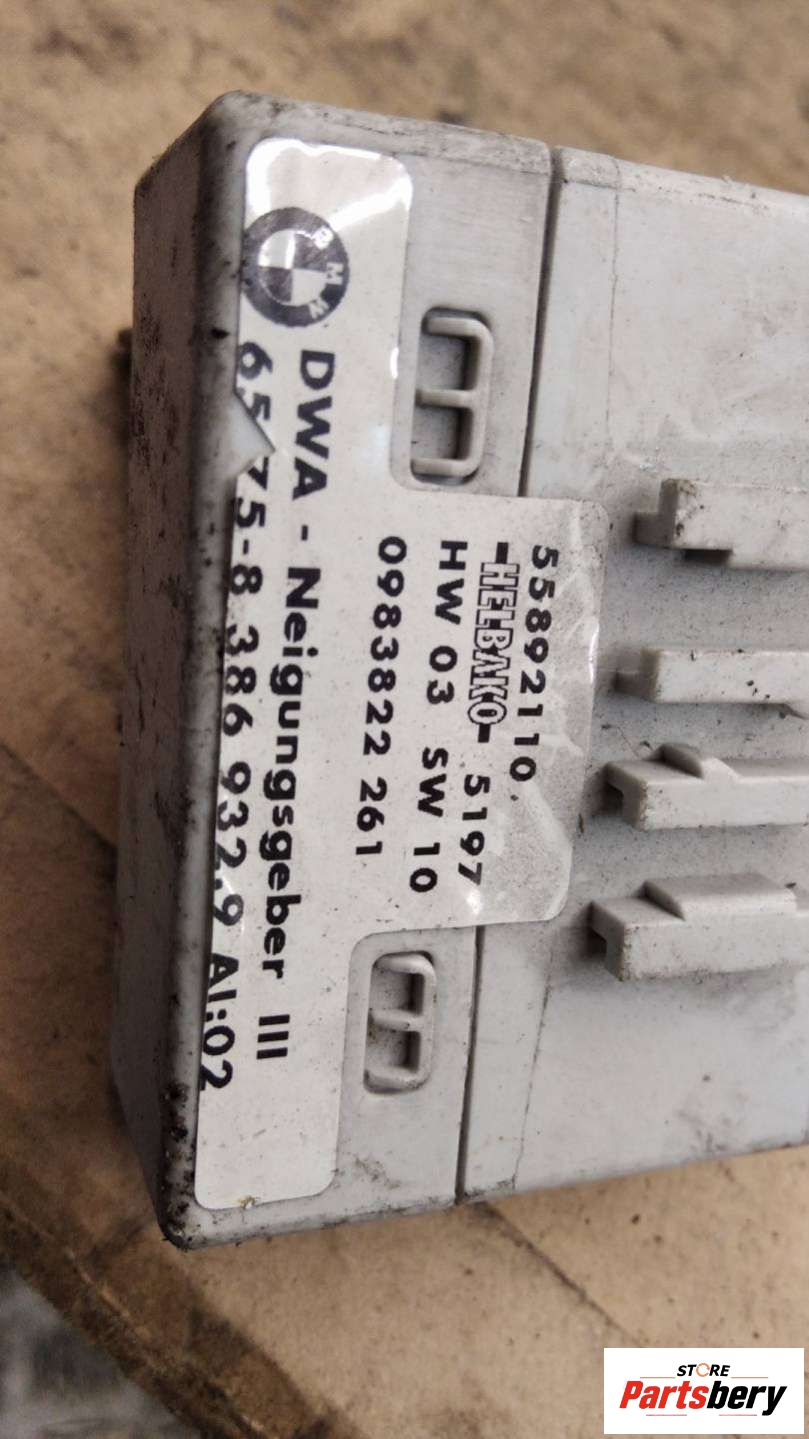 55892110
HELBAKO 5197
HW 03 SW 10
0983822 261
BMW
DWA - Neigungsgeber III
65.75-8 386 932.9 AI:02
STORE
Partsbery